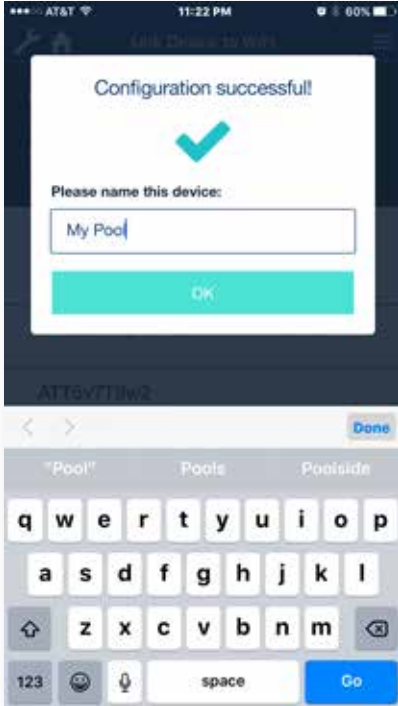 AT&T 11:22 PM 60%
Link Device to WiFi
Configuration successful!
Please name this device:
My Pool
OK
Done
"Pool" Pools Poolside
q w e r t y u i o p
a s d f g h j k l
z x c v b n m
123 space Go